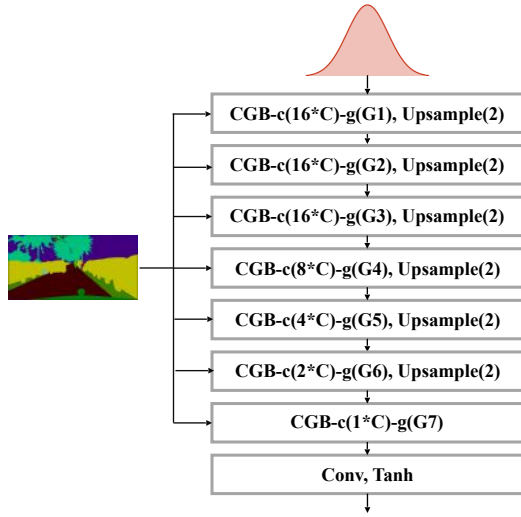 CGB-c(16*C)-g(G1), Upsample(2)
CGB-c(16*C)-g(G2), Upsample(2)
CGB-c(16*C)-g(G3), Upsample(2)
CGB-c(8*C)-g(G4), Upsample(2)
CGB-c(4*C)-g(G5), Upsample(2)
CGB-c(2*C)-g(G6), Upsample(2)
CGB-c(1*C)-g(G7)
Conv, Tanh